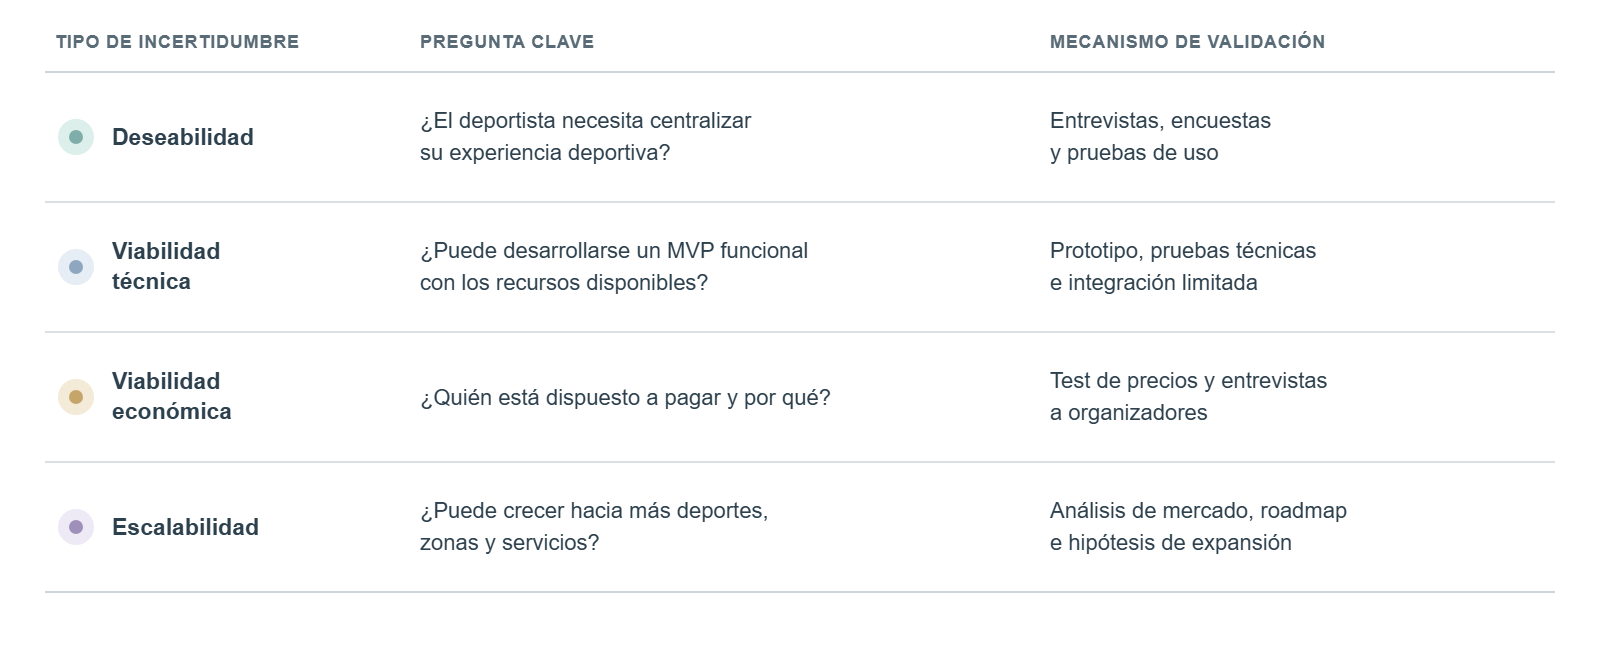 TIPO DE INCERTIDUMBRE
PREGUNTA CLAVE
MECANISMO DE VALIDACIÓN
Deseabilidad
¿El deportista necesita centralizar
su experiencia deportiva?
Entrevistas, encuestas
y pruebas de uso
Viabilidad
técnica
¿Puede desarrollarse un MVP funcional
con los recursos disponibles?
Prototipo, pruebas técnicas
e integración limitada
Viabilidad
económica
¿Quién está dispuesto a pagar y por qué?
Test de precios y entrevistas
a organizadores
Escalabilidad
¿Puede crecer hacia más deportes,
zonas y servicios?
Análisis de mercado, roadmap
e hipótesis de expansión